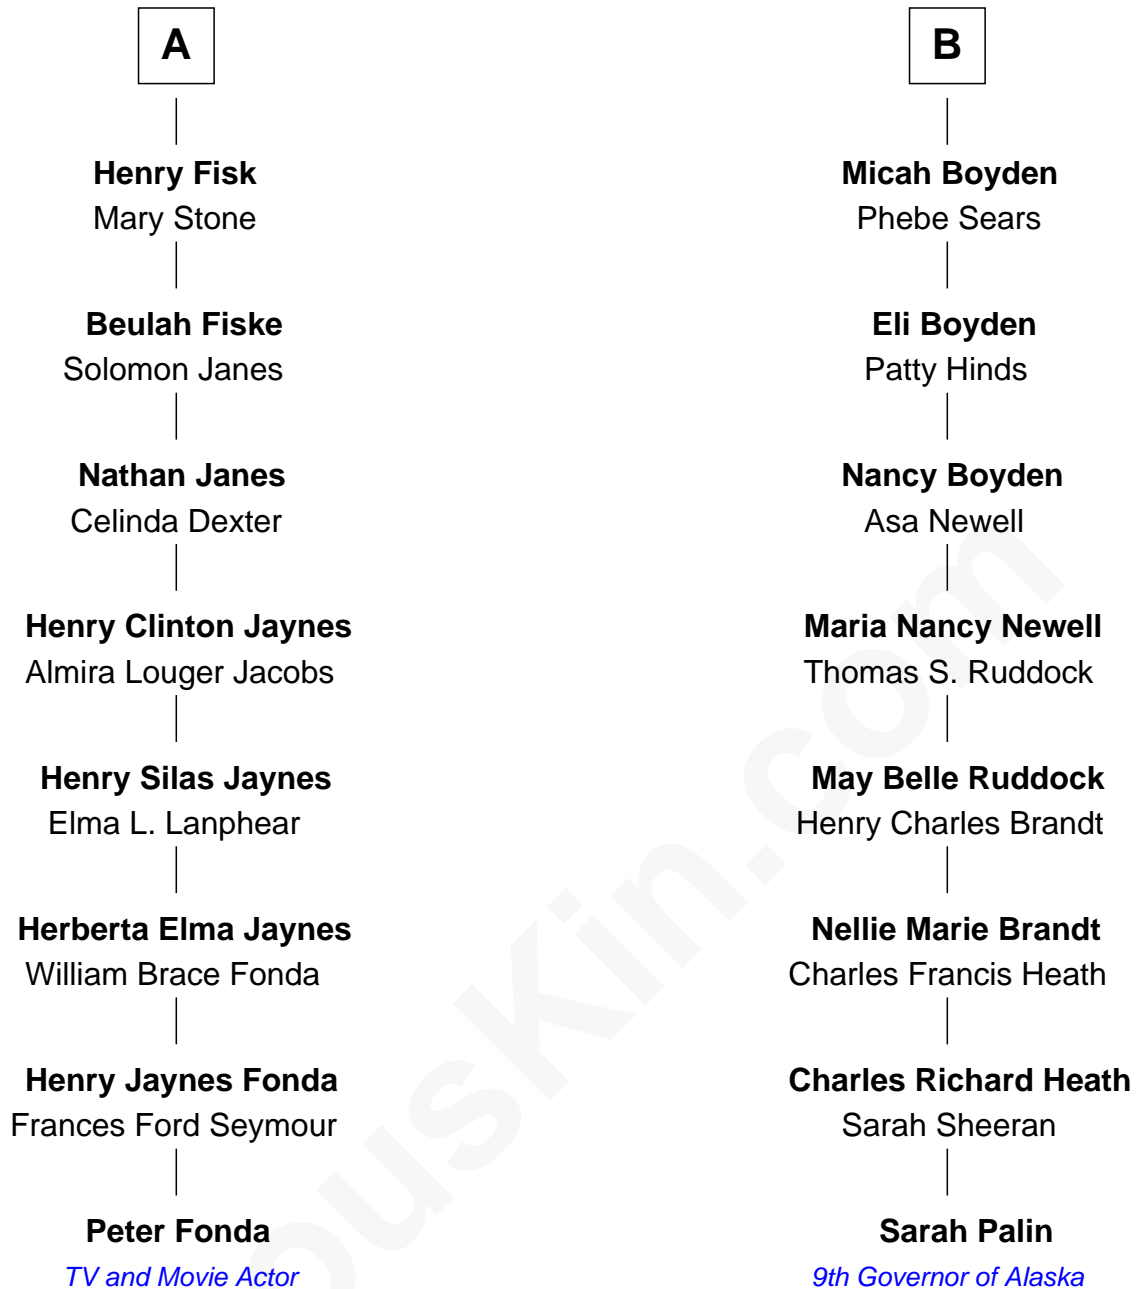 A
Henry Fisk
Mary Stone
Beulah Fiske
Solomon Janes
Nathan Janes
Celinda Dexter
Henry Clinton Jaynes
Almira Louger Jacobs
Henry Silas Jaynes
Elma L. Lanphear
Herberta Elma Jaynes
William Brace Fonda
Henry Jaynes Fonda
Frances Ford Seymour
Peter Fonda
TV and Movie Actor
B
Micah Boyden
Phebe Sears
Eli Boyden
Patty Hinds
Nancy Boyden
Asa Newell
Maria Nancy Newell
Thomas S. Ruddock
May Belle Ruddock
Henry Charles Brandt
Nellie Marie Brandt
Charles Francis Heath
Charles Richard Heath
Sarah Sheeran
Sarah Palin
9th Governor of Alaska
ousKin.com